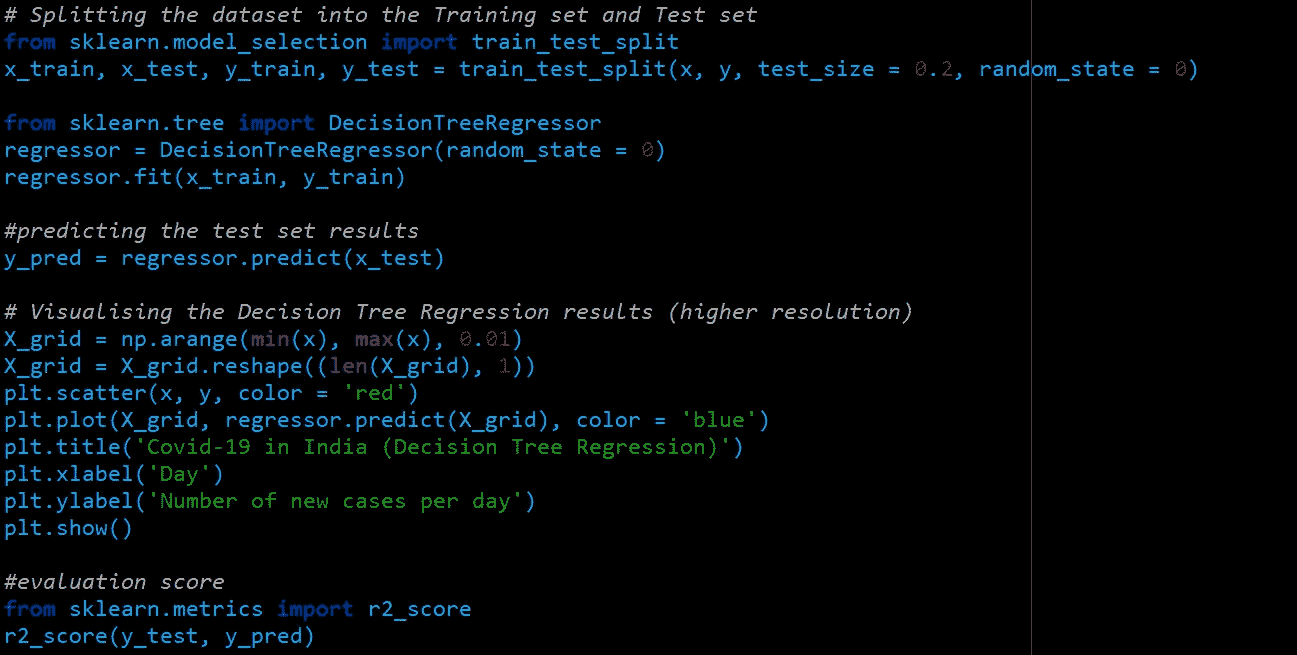 # Splitting the dataset into the Training set and Test set
from sklearn.model_selection import train_test_split
x_train, x_test, y_train, y_test = train_test_split(x, y, test_size = 0.2, random_state = 0)
from sklearn.tree import DecisionTreeRegressor
regressor = DecisionTreeRegressor(random_state = 0)
regressor.fit(x_train, y_train)
#predicting the test set results
y_pred = regressor.predict(x_test)
# Visualising the Decision Tree Regression results (higher resolution)
X_grid = np.arange(min(x), max(x), 0.01)
X_grid = X_grid.reshape((len(X_grid), 1))
plt.scatter(x, y, color = 'red')
plt.plot(X_grid, regressor.predict(X_grid), color = 'blue')
plt.title('Covid-19 in India (Decision Tree Regression)')
plt.xlabel('Day')
plt.ylabel('Number of new cases per day')
plt.show()
#evaluation score
from sklearn.metrics import r2_score
r2_score(y_test, y_pred)